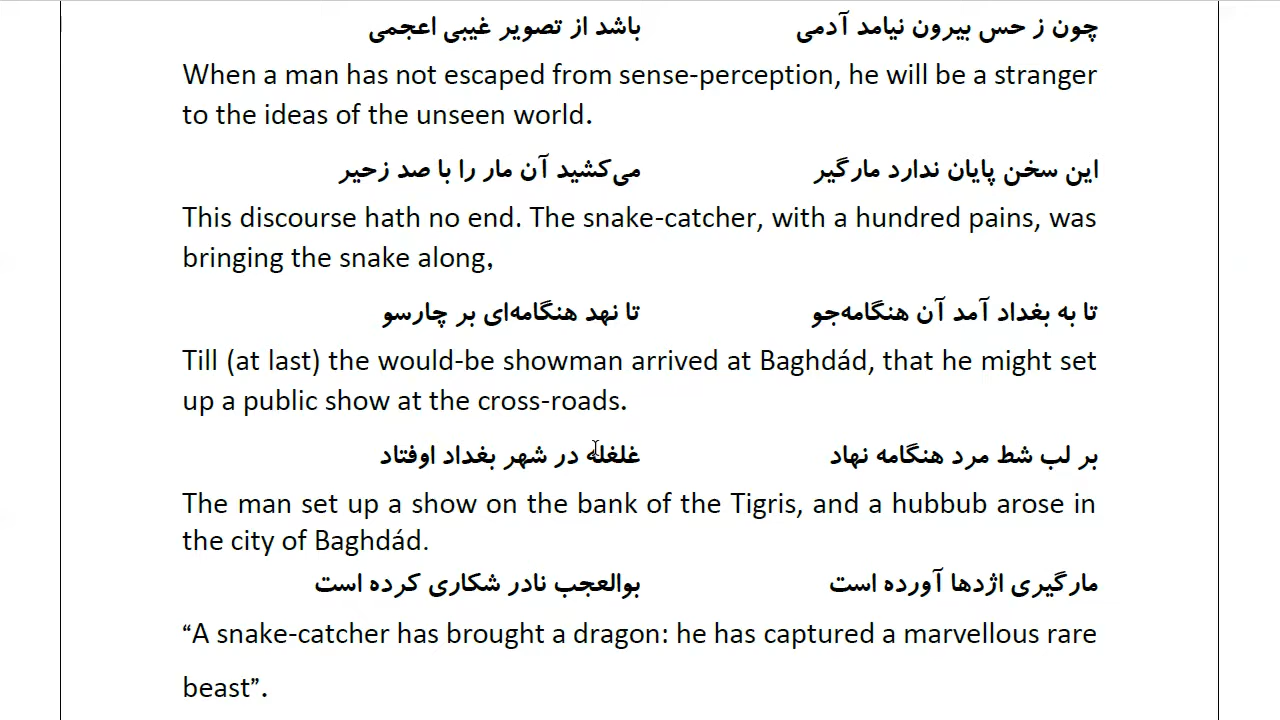 چون ز حس بیرون نیامد آدمی باشد از تصویر غیبی اعجمی
When a man has not escaped from sense-perception, he will be a stranger
to the ideas of the unseen world.
این سخن پایان ندارد مارگیر می‌کشید آن مار را با صد زحیر
This discourse hath no end. The snake-catcher, with a hundred pains, was
bringing the snake along,
تا به بغداد آمد آن هنگامه‌جو تا نهد هنگامه‌ای بر چارسو
Till (at last) the would-be showman arrived at Baghdád, that he might set
up a public show at the cross-roads.
بر لب شط مرد هنگامه نهاد غلغله در شهر بغداد اوفتاد
The man set up a show on the bank of the Tigris, and a hubbub arose in
the city of Baghdád.
مارگیری اژدها آورده است بوالعجب نادر شکاری کرده است
“A snake-catcher has brought a dragon: he has captured a marvellous rare
beast”.